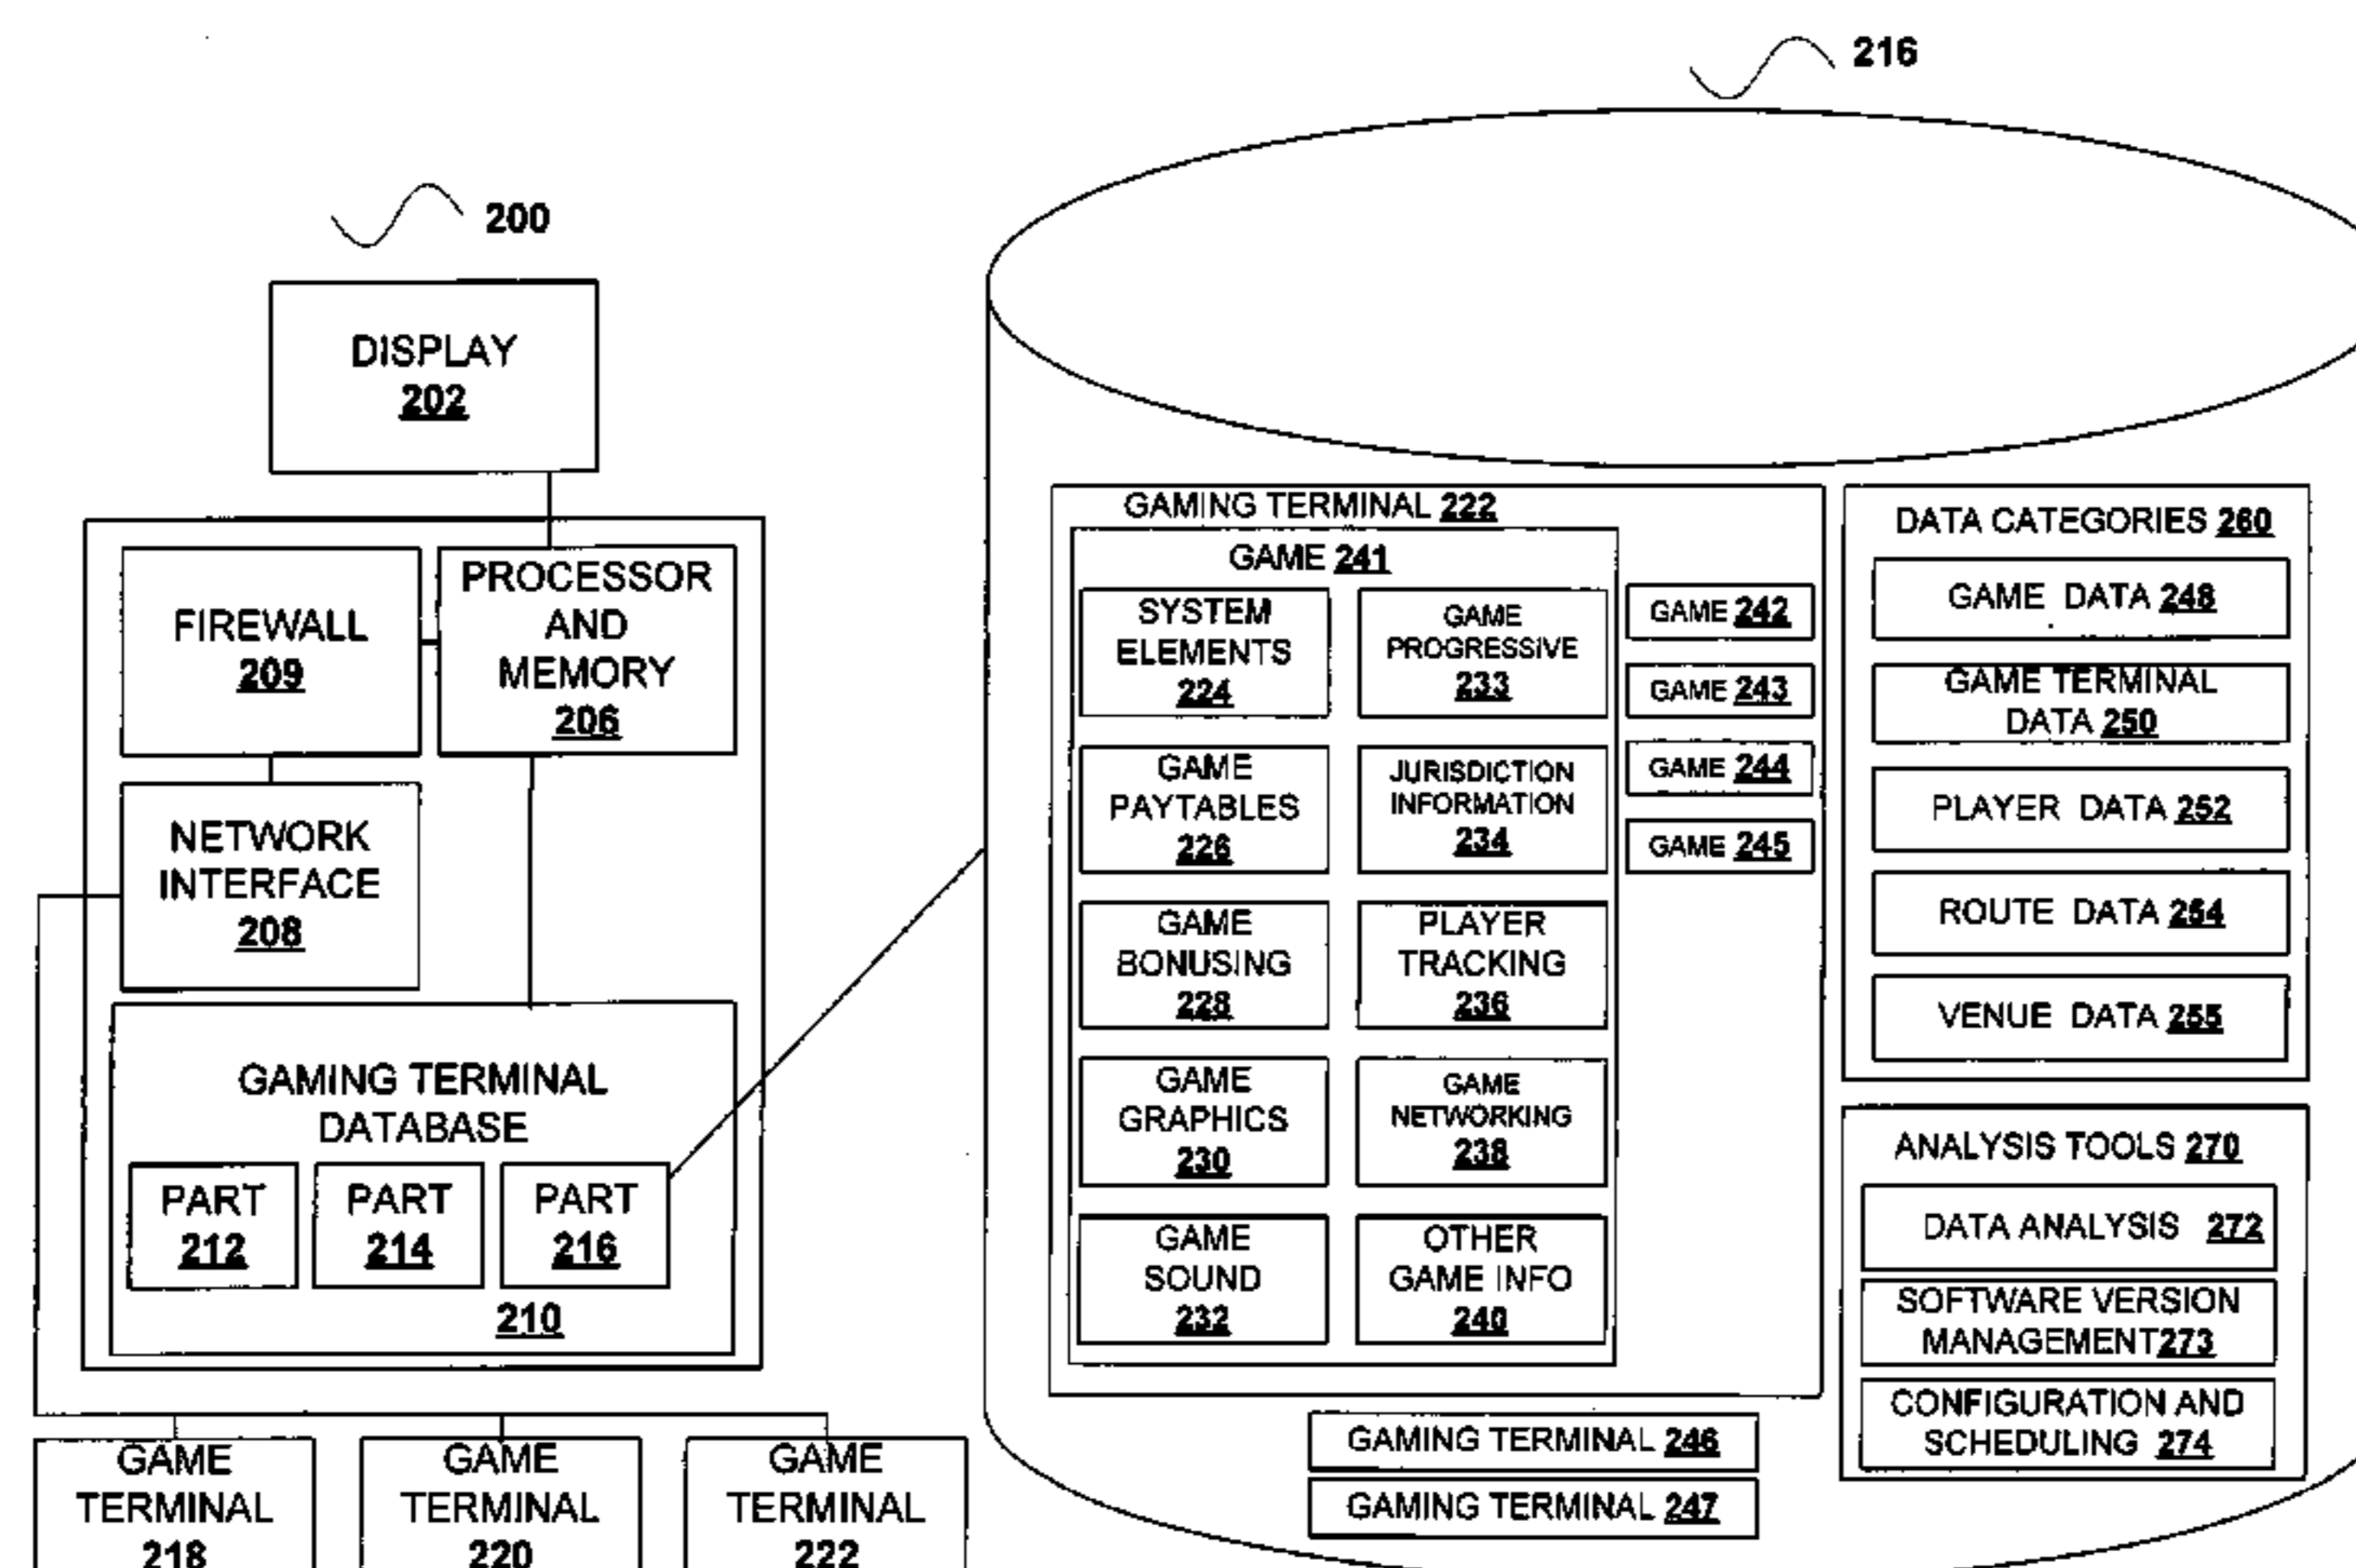 200
DISPLAY
202
FIREWALL
209
PROCESSOR
AND
MEMORY
206
NETWORK
INTERFACE
208
GAMING TERMINAL
DATABASE
PART
212
PART
214
PART
216
210
GAME
TERMINAL
218
GAME
TERMINAL
220
GAME
TERMINAL
222
216
GAMING TERMINAL 222
GAME 241
SYSTEM
ELEMENTS
224
GAME
PROGRESSIVE
233
GAME
PAYTABLES
226
JURISDICTION
INFORMATION
234
GAME
BONUSING
228
PLAYER
TRACKING
236
GAME
GRAPHICS
230
GAME
NETWORKING
238
GAME
SOUND
232
OTHER
GAME INFO
240
GAME 242
GAME 243
GAME 244
GAME 245
GAMING TERMINAL 246
GAMING TERMINAL 247
DATA CATEGORIES 260
GAME DATA 248
GAME TERMINAL
DATA 250
PLAYER DATA 252
ROUTE DATA 254
VENUE DATA 255
ANALYSIS TOOLS 270
DATA ANALYSIS 272
SOFTWARE VERSION
MANAGEMENT273
CONFIGURATION AND
SCHEDULING 274